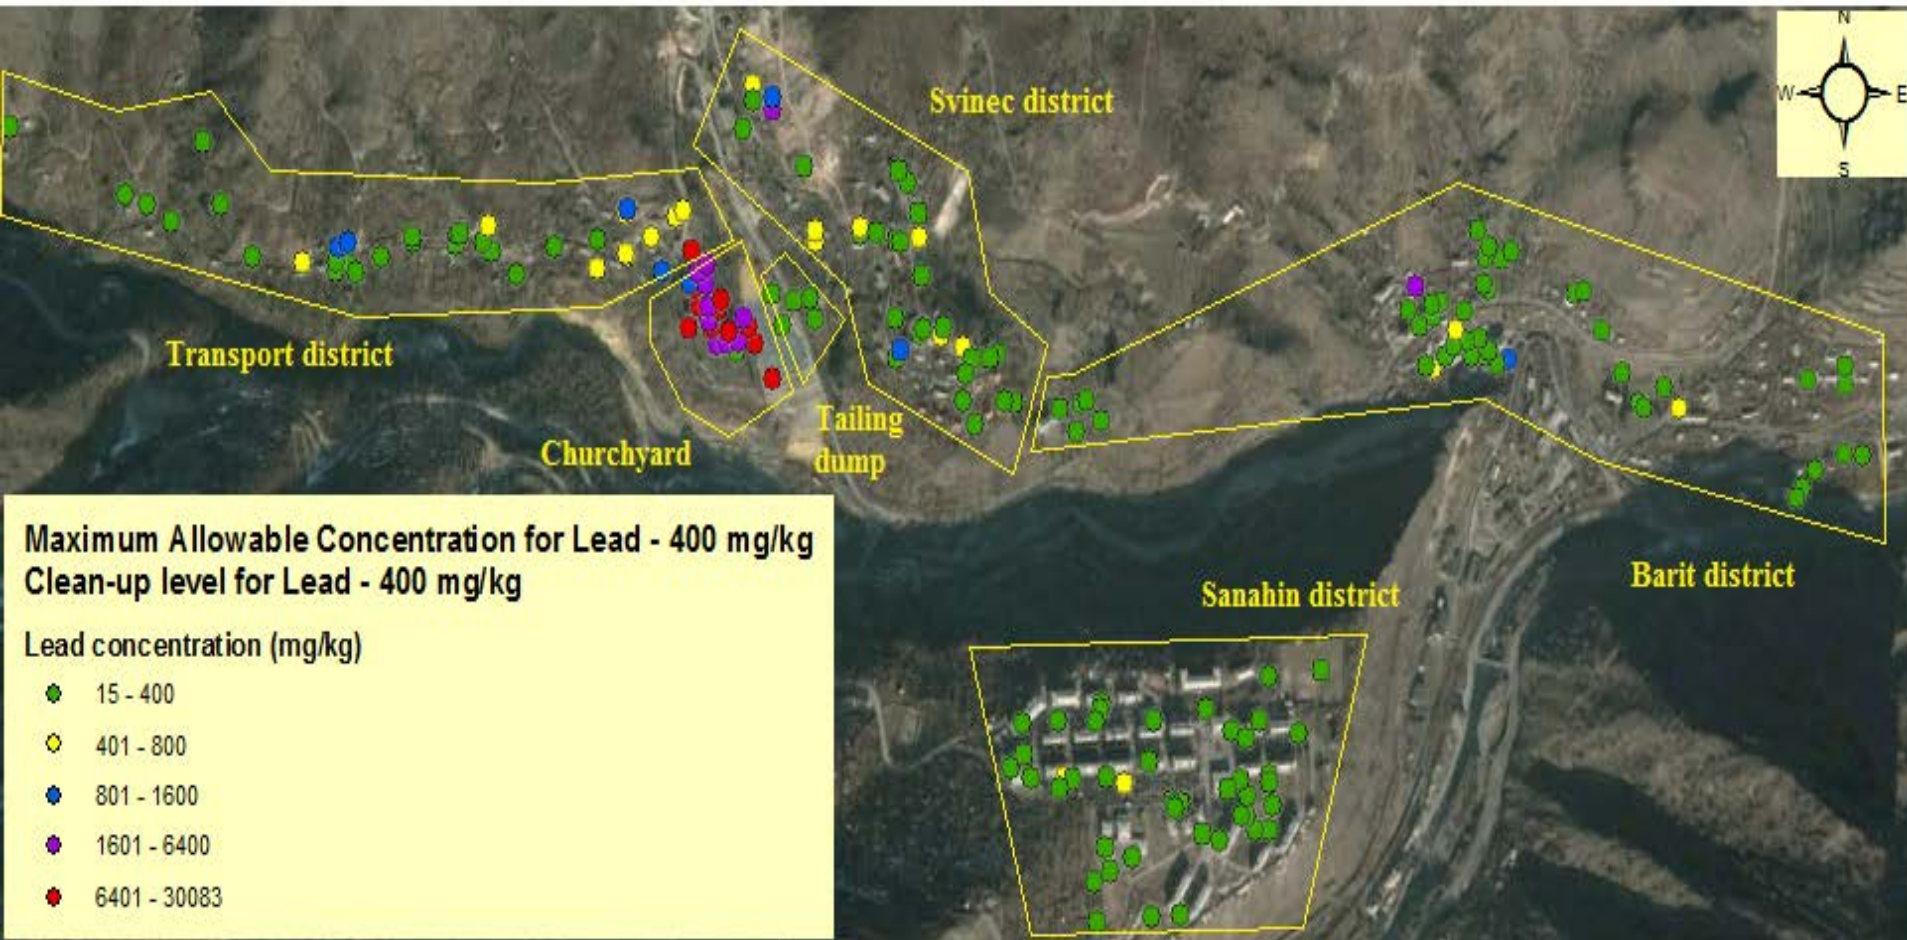 N
W
E
S
Svinec district
Transport district
Churchyard
Tailing
dump
Sanahin district
Barit district
Maximum Allowable Concentration for Lead - 400 mg/kg
Clean-up level for Lead - 400 mg/kg
Lead concentration (mg/kg)
15 - 400
401 - 800
801 - 1600
1601 - 6400
6401 - 30083